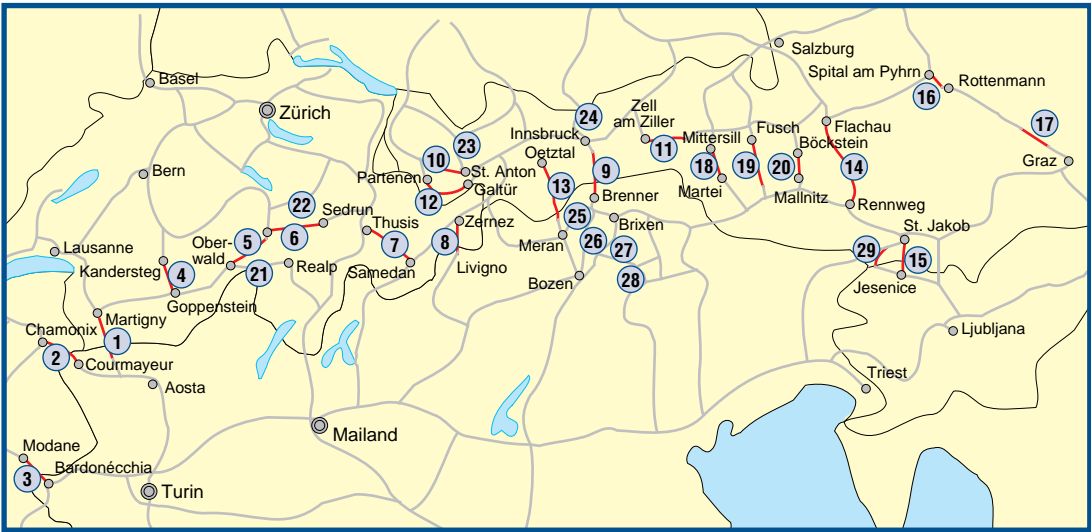 Salzburg
Basel
Spital am Pyhrn
Rottenmann
16
Zürich
24
Zell
am Ziller
17
Innsbruck
Mittersill
Fusch
Flachau
Böckstein
Graz
23
10
Oetztal
11
Bern
St. Anton
9
18
19
20
14
Partenen
Galtür
13
Martei
Mallnitz
12
Brenner
Rennweg
22
Sedrun
Thusis
Zernez
25
Brixen
St. Jakob
Lausanne
Ober-
wald
5
6
7
8
Meran
26
27
29
15
Kandersteg
4
21
Realp
Samedan
Livigno
Bozen
28
Jesenice
Goppenstein
Martigny
Chamonix
1
Ljubljana
2
Courmayeur
Aosta
Triest
Mailand
Modane
Bardonécchia
3
Turin